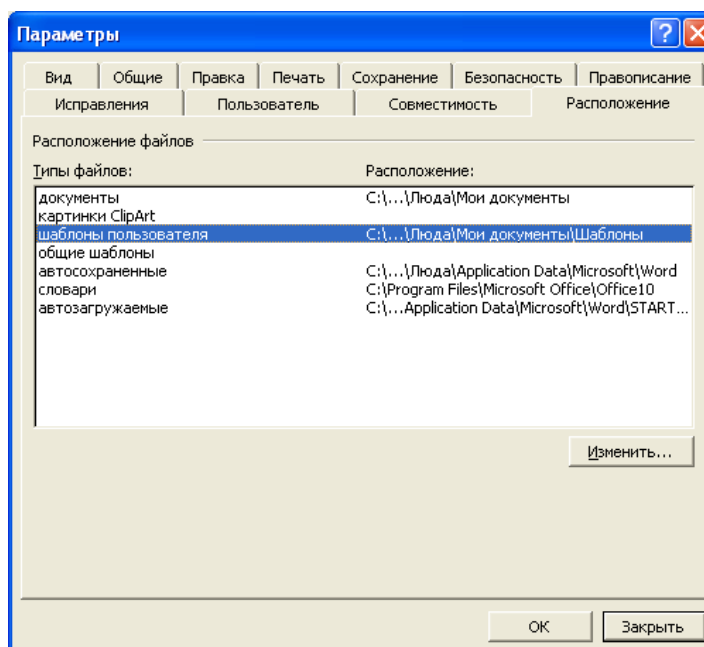 Параметры
Вид Общие Правка Печать Сохранение Безопасность Правописание
Исправления Пользователь Совместимость Расположение
Расположение файлов
Типы файлов: Расположение:
документы C:\...\Люда\Мои документы
картинки ClipArt
шаблоны пользователя C:\...\Люда\Мои документы\Шаблоны
общие шаблоны
автосохраненные C:\...\Люда\Application Data\Microsoft\Word
словари C:\Program Files\Microsoft Office\Office10
автозагружаемые C:\...Application Data\Microsoft\Word\START...
Изменить...
ОК Закрыть